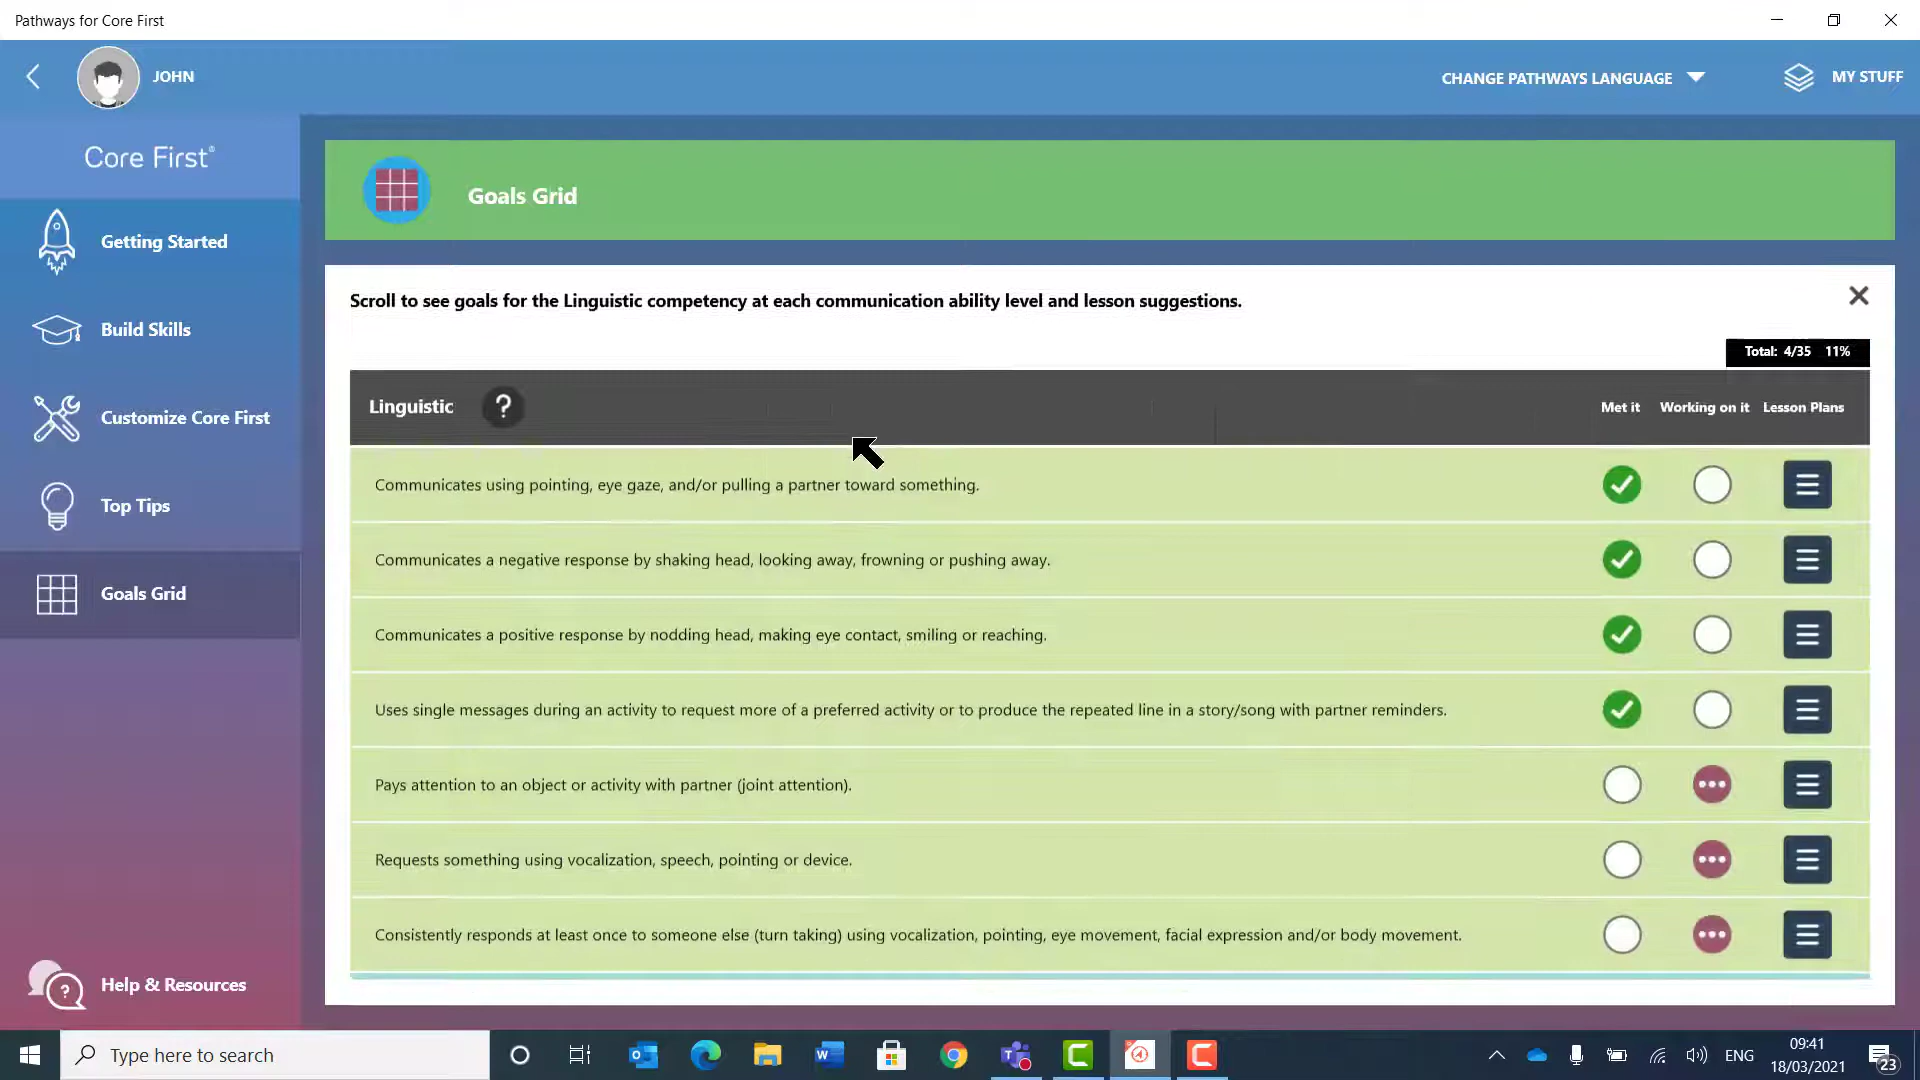 Pathways for Core First
JOHN
CHANGE PATHWAYS LANGUAGE
MY STUFF
Core First®
Getting Started
Build Skills
Customize Core First
Top Tips
Goals Grid
Help & Resources
Goals Grid
Scroll to see goals for the Linguistic competency at each communication ability level and lesson suggestions.
Total: 4/35 11%
Linguistic ? Met it Working on it Lesson Plans
Communicates using pointing, eye gaze, and/or pulling a partner toward something.
Communicates a negative response by shaking head, looking away, frowning or pushing away.
Communicates a positive response by nodding head, making eye contact, smiling or reaching.
Uses single messages during an activity to request more of a preferred activity or to produce the repeated line in a story/song with partner reminders.
Pays attention to an object or activity with partner (joint attention).
Requests something using vocalization, speech, pointing or device.
Consistently responds at least once to someone else (turn taking) using vocalization, pointing, eye movement, facial expression and/or body movement.
Type here to search
ENG
09:41
18/03/2021
23